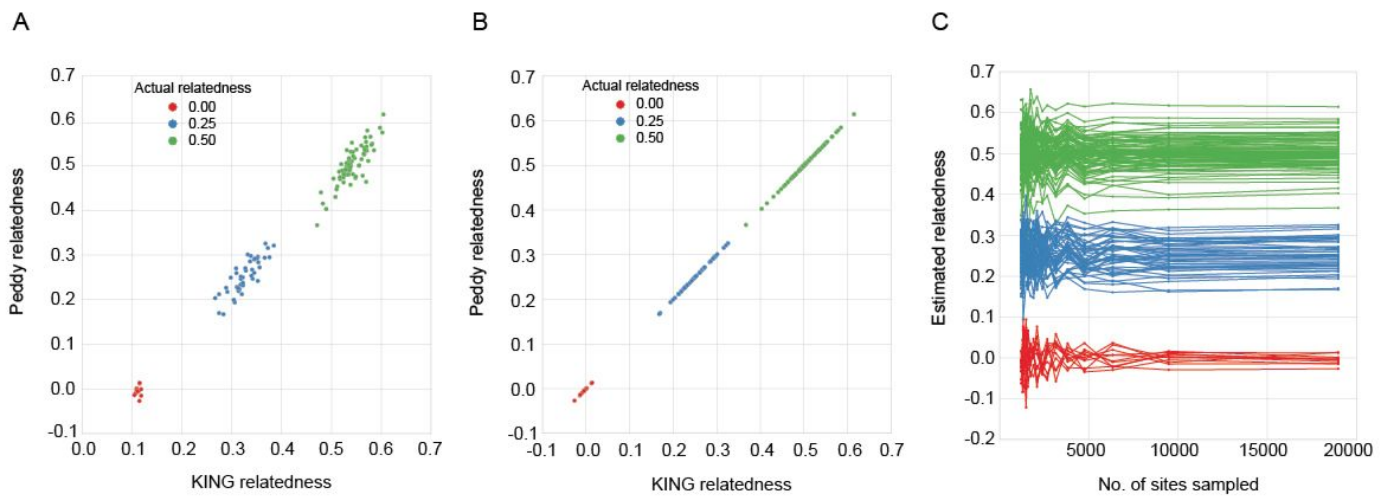 A
Peddy relatedness
0.7
0.6
0.5
0.4
0.3
0.2
0.1
0.0
-0.1
Actual relatedness
0.00
0.25
0.50
0.0 0.1 0.2 0.3 0.4 0.5 0.6 0.7
KING relatedness
B
Peddy relatedness
0.7
0.6
0.5
0.4
0.3
0.2
0.1
0.0
-0.1
Actual relatedness
0.00
0.25
0.50
-0.1 0.0 0.1 0.2 0.3 0.4 0.5 0.6 0.7
KING relatedness
C
Estimated relatedness
0.7
0.6
0.5
0.4
0.3
0.2
0.1
0.0
-0.1
-0.2
5000 10000 15000 20000
No. of sites sampled